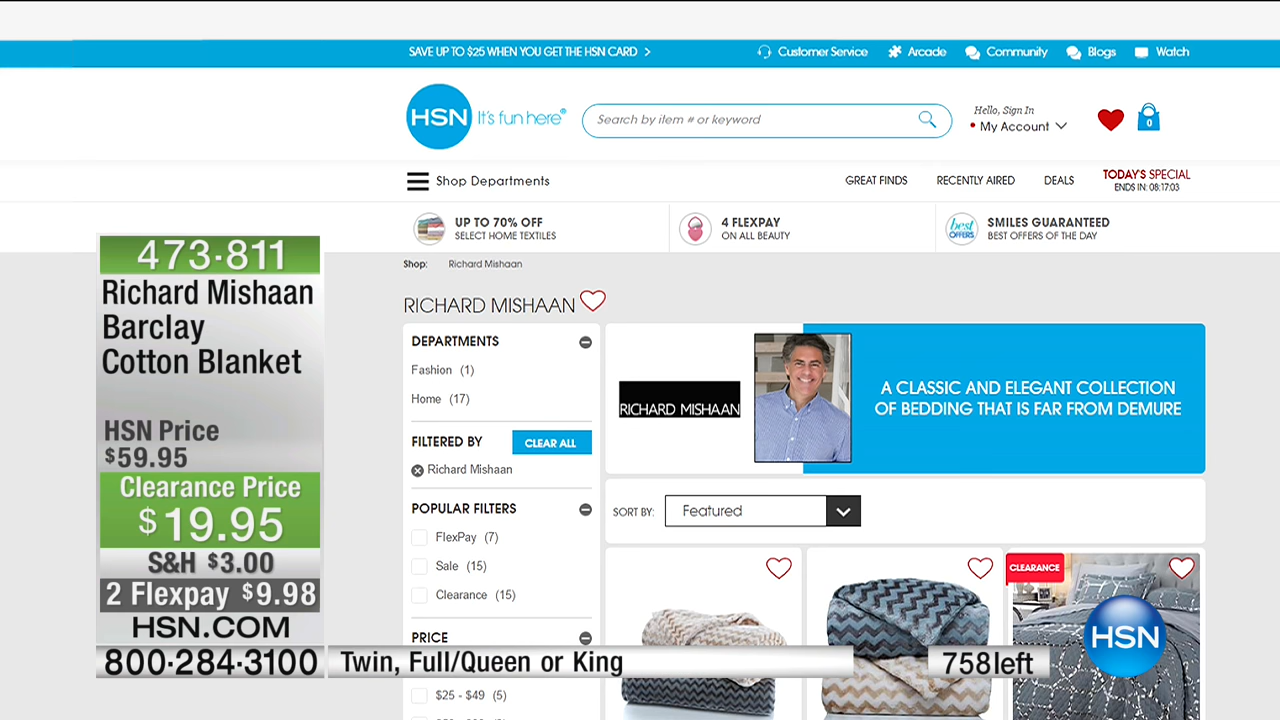 SAVE UP TO $25 WHEN YOU GET THE HSN CARD >
Customer Service
Arcade
Community
Blogs
Watch
HSN It's fun here®
Search by item # or keyword
Hello, Sign In
My Account
0
Shop Departments
GREAT FINDS
RECENTLY AIRED
DEALS
TODAY'S SPECIAL
ENDS IN: 08:17:03
UP TO 70% OFF
SELECT HOME TEXTILES
4 FLEXPAY
ON ALL BEAUTY
best
OFFERS
SMILES GUARANTEED
BEST OFFERS OF THE DAY
473-811
Richard Mishaan
Barclay
Cotton Blanket
HSN Price
$59.95
Clearance Price
$19.95
S&H $3.00
2 Flexpay $9.98
HSN.COM
800-284-3100
Shop: Richard Mishaan
RICHARD MISHAAN
DEPARTMENTS
Fashion (1)
Home (17)
FILTERED BY
CLEAR ALL
Richard Mishaan
POPULAR FILTERS
FlexPay (7)
Sale (15)
Clearance (15)
PRICE
$25 - $49 (5)
RICHARD MISHAAN
A CLASSIC AND ELEGANT COLLECTION
OF BEDDING THAT IS FAR FROM DEMURE
SORT BY:
Featured
CLEARANCE
HSN
Twin, Full/Queen or King
758 left